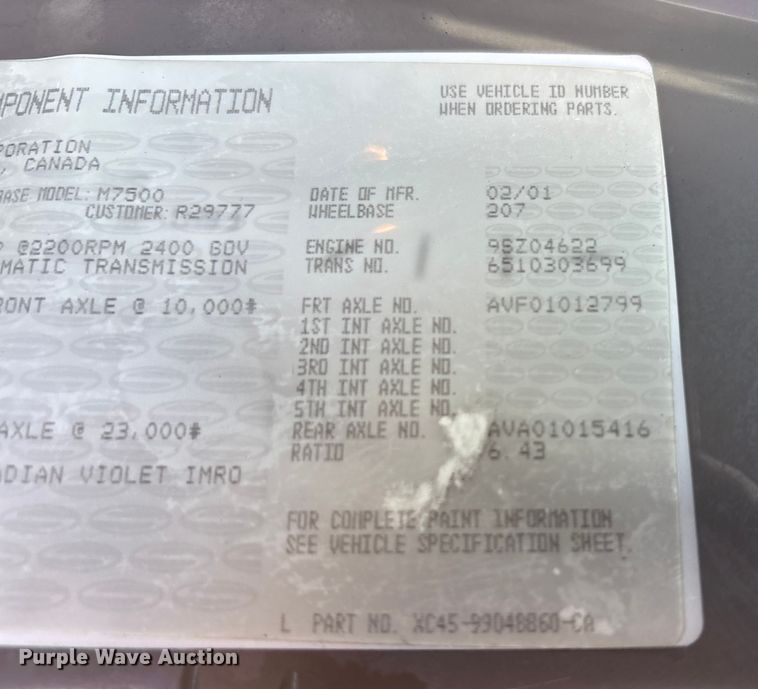 PONENT INFORMATION
USE VEHICLE ID NUMBER
WHEN ORDERING PARTS.
PORATION
, CANADA
ASE MODEL: M7500
CUSTOMER: R29777
DATE OF MFR. 02/01
WHEELBASE 207
@2200RPM 2400 GOV
MATIC TRANSMISSION
ENGINE NO. 9SZ04622
TRANS NO. 6510303699
RONT AXLE @ 10,000#
FRT AXLE NO. AVF01012799
1ST INT AXLE NO.
2ND INT AXLE NO.
3RD INT AXLE NO.
4TH INT AXLE NO.
5TH INT AXLE NO.
AXLE @ 23,000#
REAR AXLE NO. AVA01015416
RATIO 6.43
DIAN VIOLET IMRO
FOR COMPLETE PAINT INFORMATION
SEE VEHICLE SPECIFICATION SHEET.
L PART NO. XC45-9904BB60-CA
Purple Wave Auction